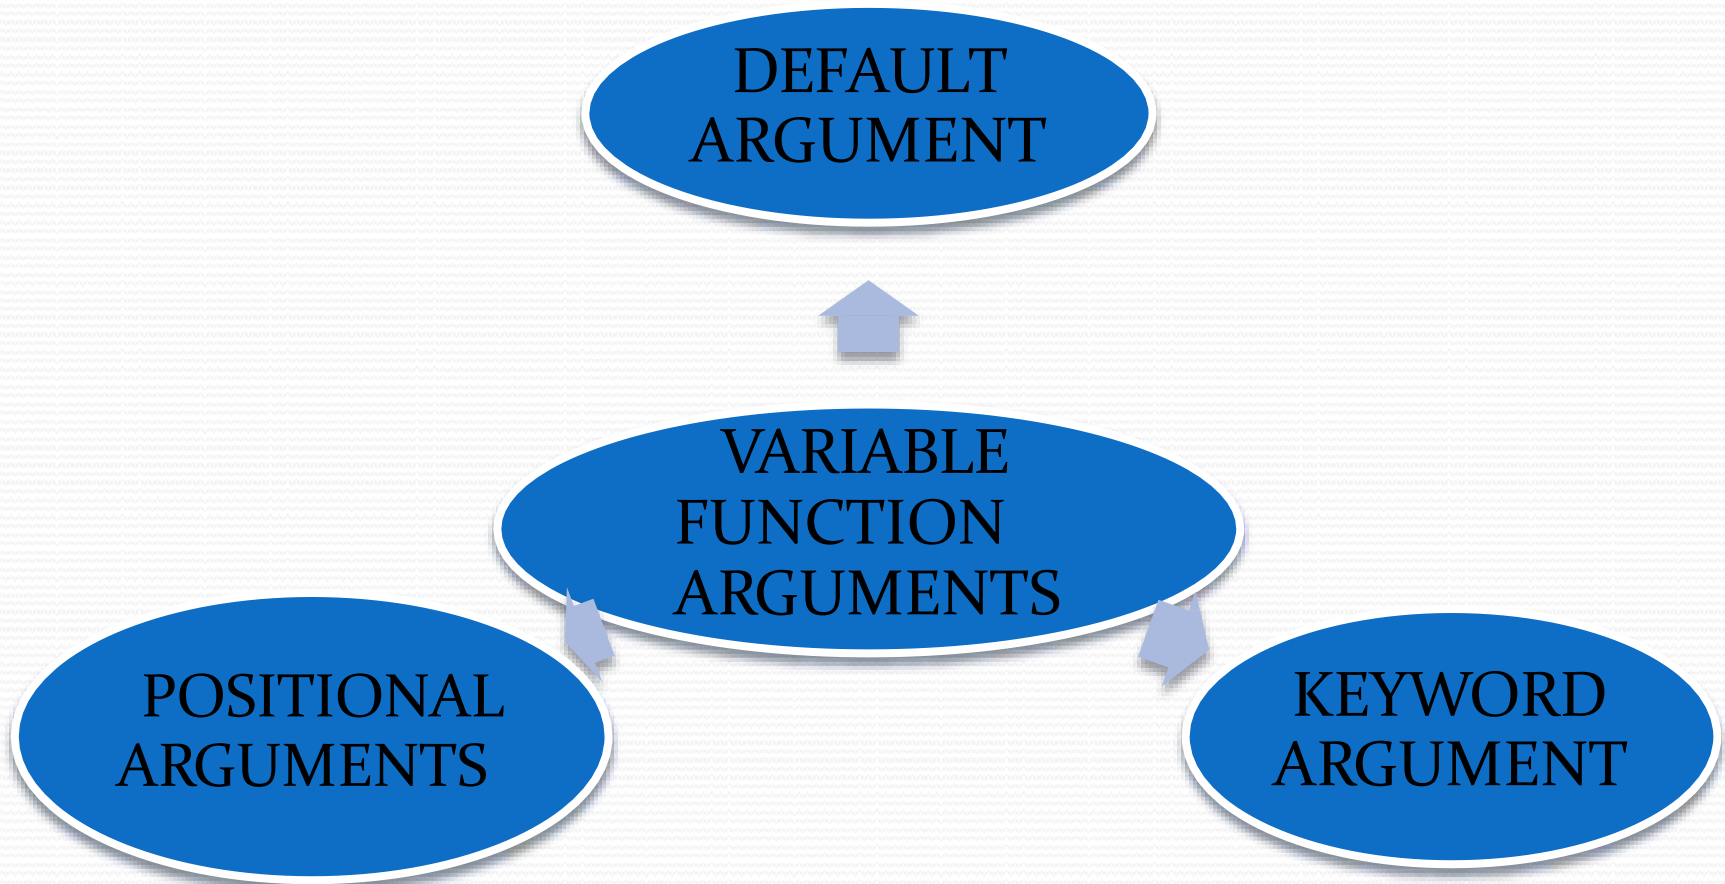 DEFAULT
ARGUMENT
VARIABLE
FUNCTION
ARGUMENTS
POSITIONAL
ARGUMENTS
KEYWORD
ARGUMENT